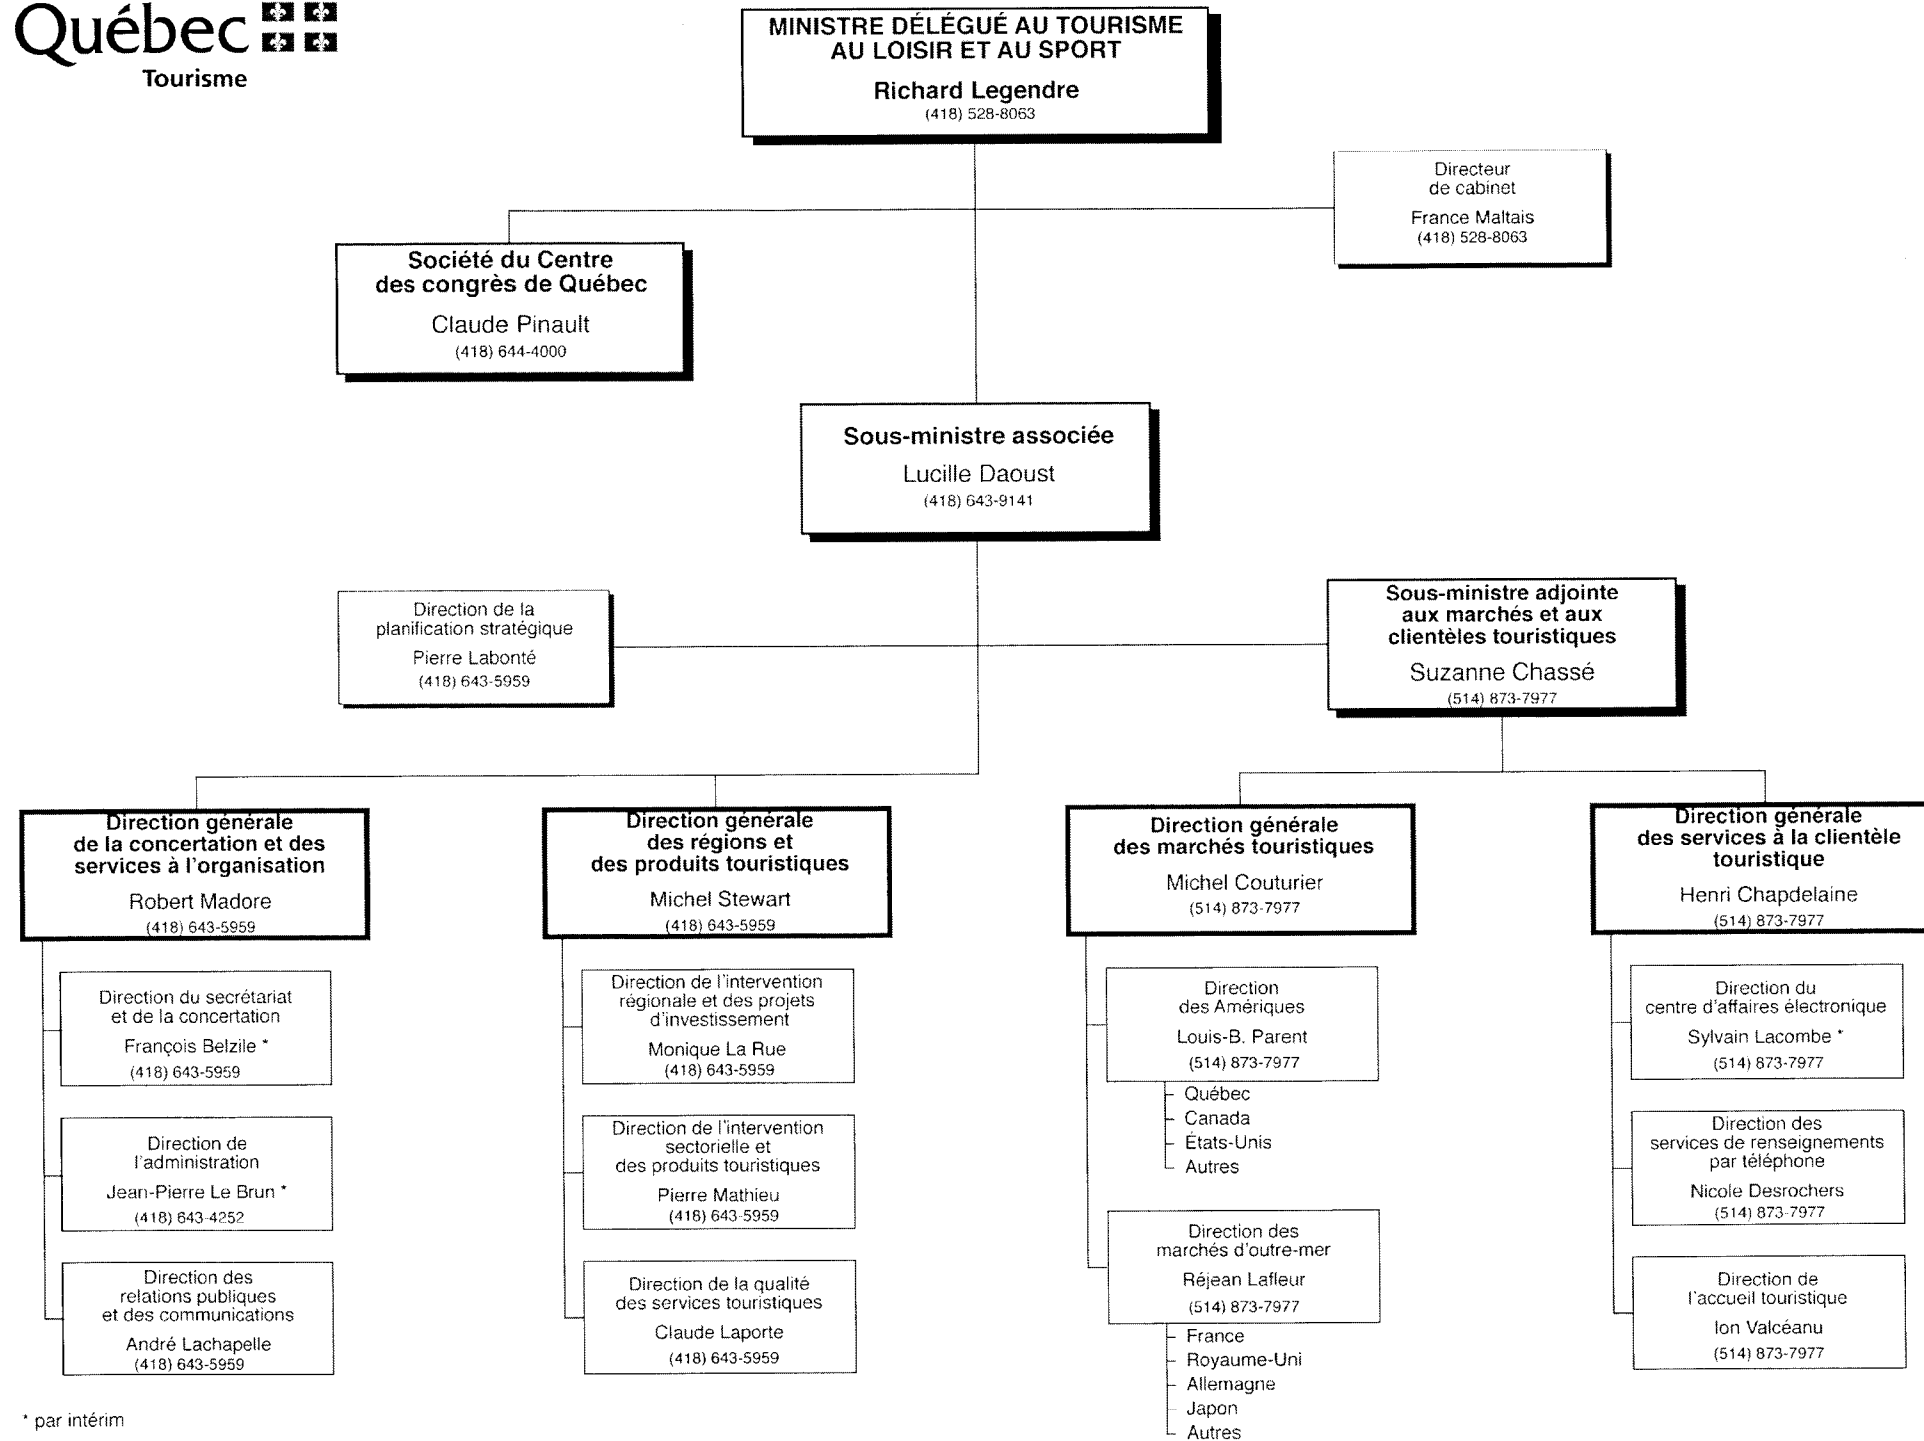 Québec
Tourisme
MINISTRE DÉLÉGUÉ AU TOURISME
AU LOISIR ET AU SPORT
Richard Legendre
(418) 528-8063
Directeur
de cabinet
France Maltais
(418) 528-8063
Société du Centre
des congrès de Québec
Claude Pinault
(418) 644-4000
Sous-ministre associée
Lucille Daoust
(418) 643-9141
Direction de la
planification stratégique
Pierre Labonté
(418) 643-5959
Sous-ministre adjointe
aux marchés et aux
clientèles touristiques
Suzanne Chassé
(514) 873-7977
Direction générale
de la concertation et des
services à l'organisation
Robert Madore
(418) 643-5959
Direction du secrétariat
et de la concertation
François Belzile *
(418) 643-5959
Direction de
l'administration
Jean-Pierre Le Brun *
(418) 643-4252
Direction des
relations publiques
et des communications
André Lachapelle
(418) 643-5959
Direction générale
des régions et
des produits touristiques
Michel Stewart
(418) 643-5959
Direction de l'intervention
régionale et des projets
d'investissement
Monique La Rue
(418) 643-5959
Direction de l'intervention
sectorielle et
des produits touristiques
Pierre Mathieu
(418) 643-5959
Direction de la qualité
des services touristiques
Claude Laporte
(418) 643-5959
Direction générale
des marchés touristiques
Michel Couturier
(514) 873-7977
Direction
des Amériques
Louis-B. Parent
(514) 873-7977
Québec
Canada
États-Unis
Autres
Direction des
marchés d'outre-mer
Réjean Lafleur
(514) 873-7977
France
Royaume-Uni
Allemagne
Japon
Autres
Direction générale
des services à la clientèle
touristique
Henri Chapdelaine
(514) 873-7977
Direction du
centre d'affaires électronique
Sylvain Lacombe *
(514) 873-7977
Direction des
services de renseignements
par téléphone
Nicole Desrochers
(514) 873-7977
Direction de
l'accueil touristique
Ion Valcéanu
(514) 873-7977
* par intérim